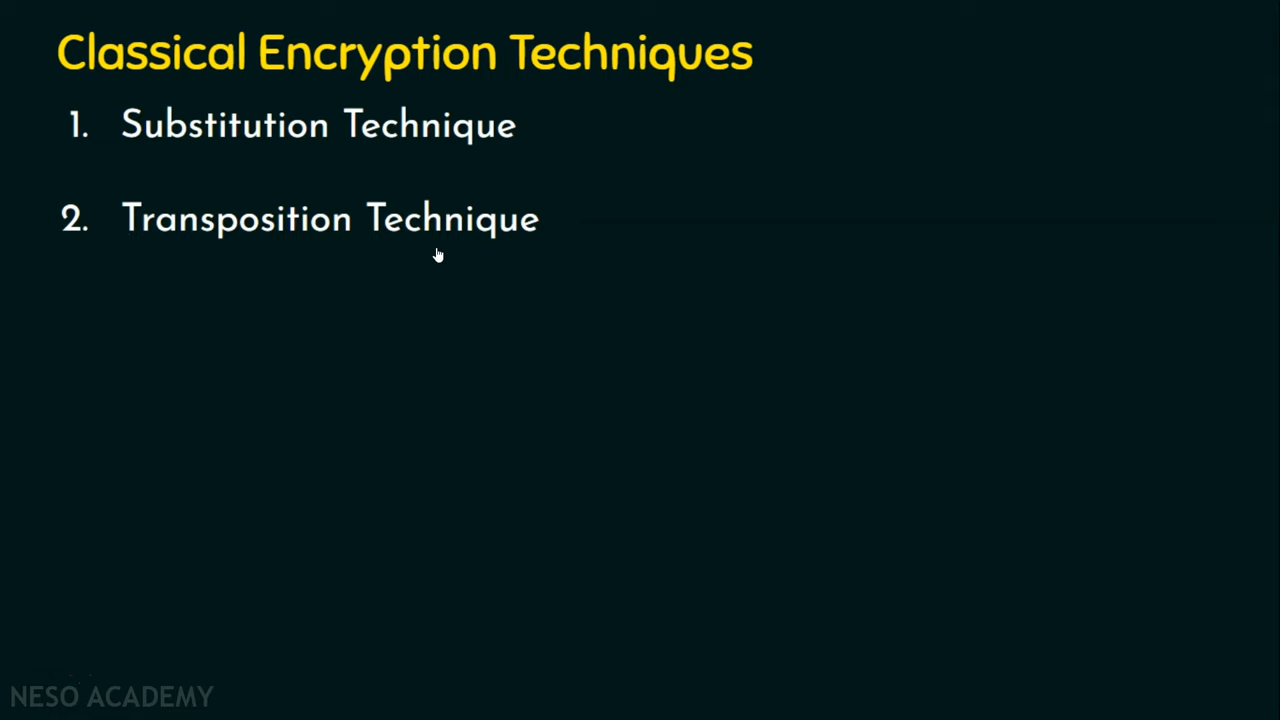 Classical Encryption Techniques
1. Substitution Technique
2. Transposition Technique
NESO ACADEMY